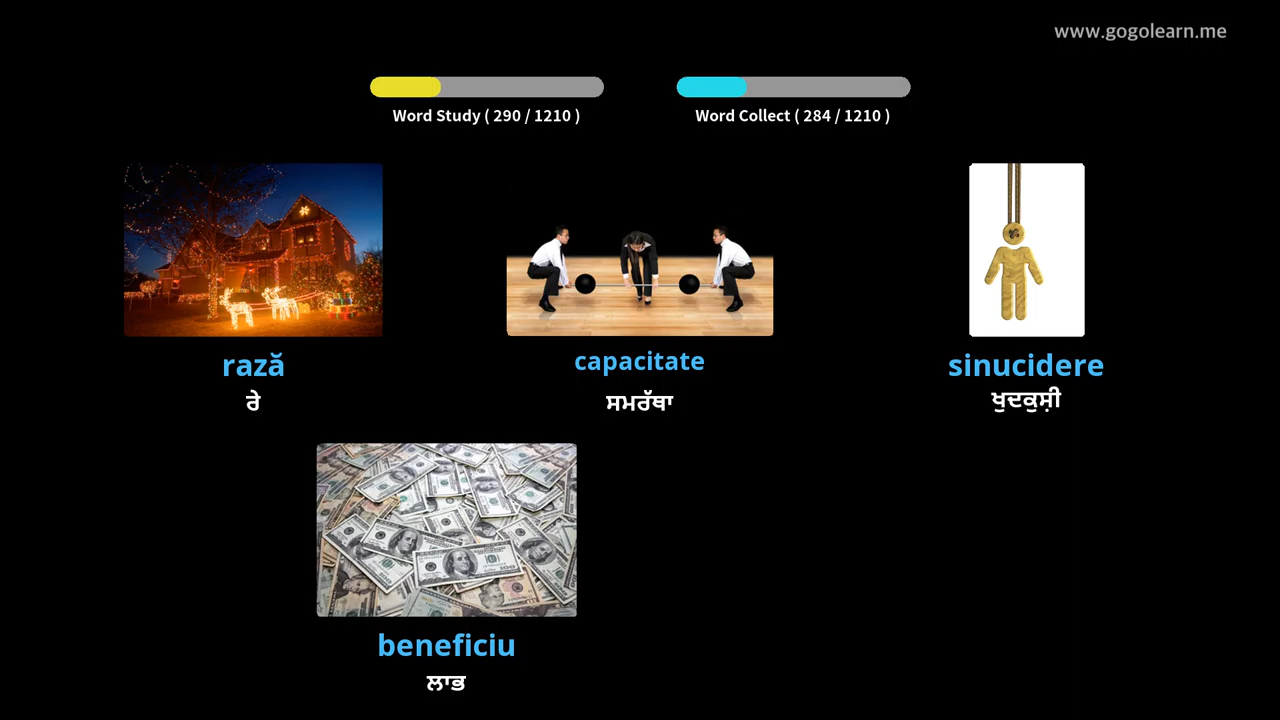 www.gogolearn.me
Word Study ( 290 / 1210 )
Word Collect ( 284 / 1210 )
rază
ਰੇ
capacitate
ਸਮਰੱਥਾ
sinucidere
ਖੁਦਕੁਸ਼ੀ
beneficiu
ਲਾਭ